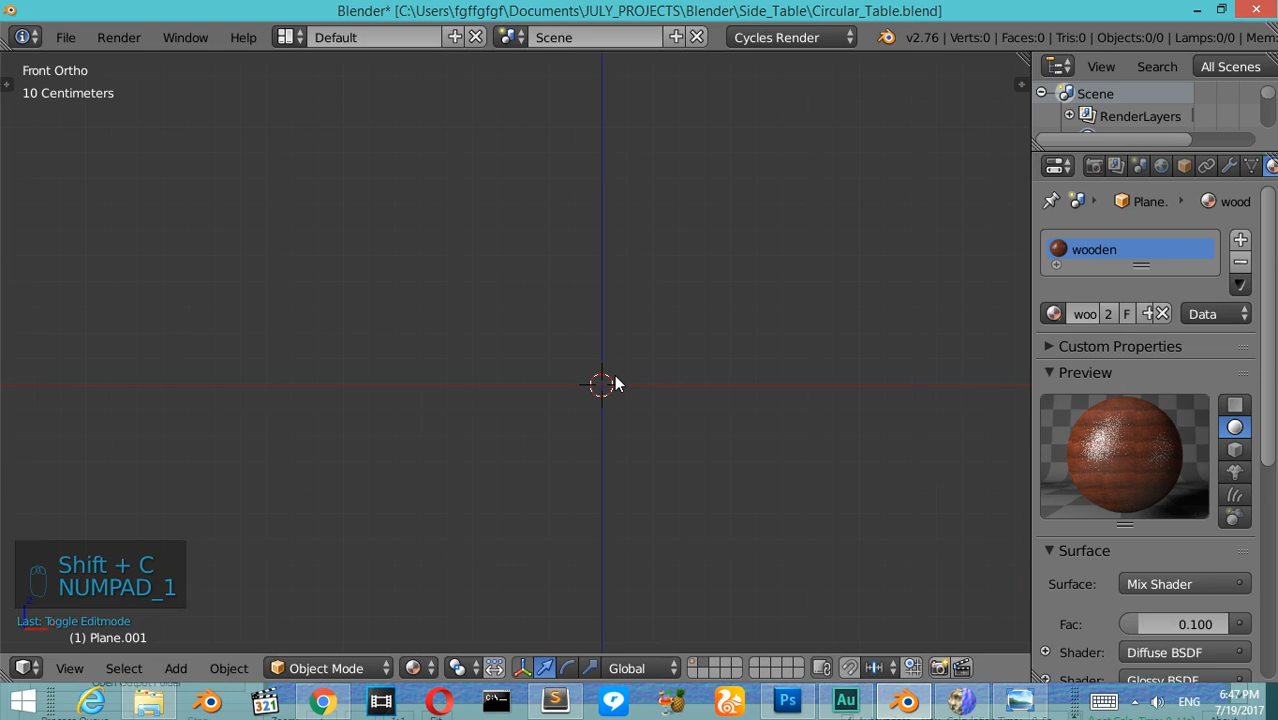 Blender* [C:\Users\fgffgfgf\Documents\JULY_PROJECTS\Blender\Side_Table\Circular_Table.blend]
File Render Window Help Default Scene Cycles Render v2.76 | Verts:0 | Faces:0 | Tris:0 | Objects:0/0 | Lamps:0/0 | Mem:
Front Ortho
10 Centimeters
View Search All Scenes
Scene
RenderLayers
Plane. wood
wooden
woo 2 F Data
Custom Properties
Preview
Surface
Surface: Mix Shader
Fac: 0.100
Shader: Diffuse BSDF
Shader: Glossy BSDF
Shift + C
NUMPAD_1
Last: Toggle Editmode
(1) Plane.001
View Select Add Object Object Mode Global
321 Ps Au ENG
6:47 PM
7/19/2017